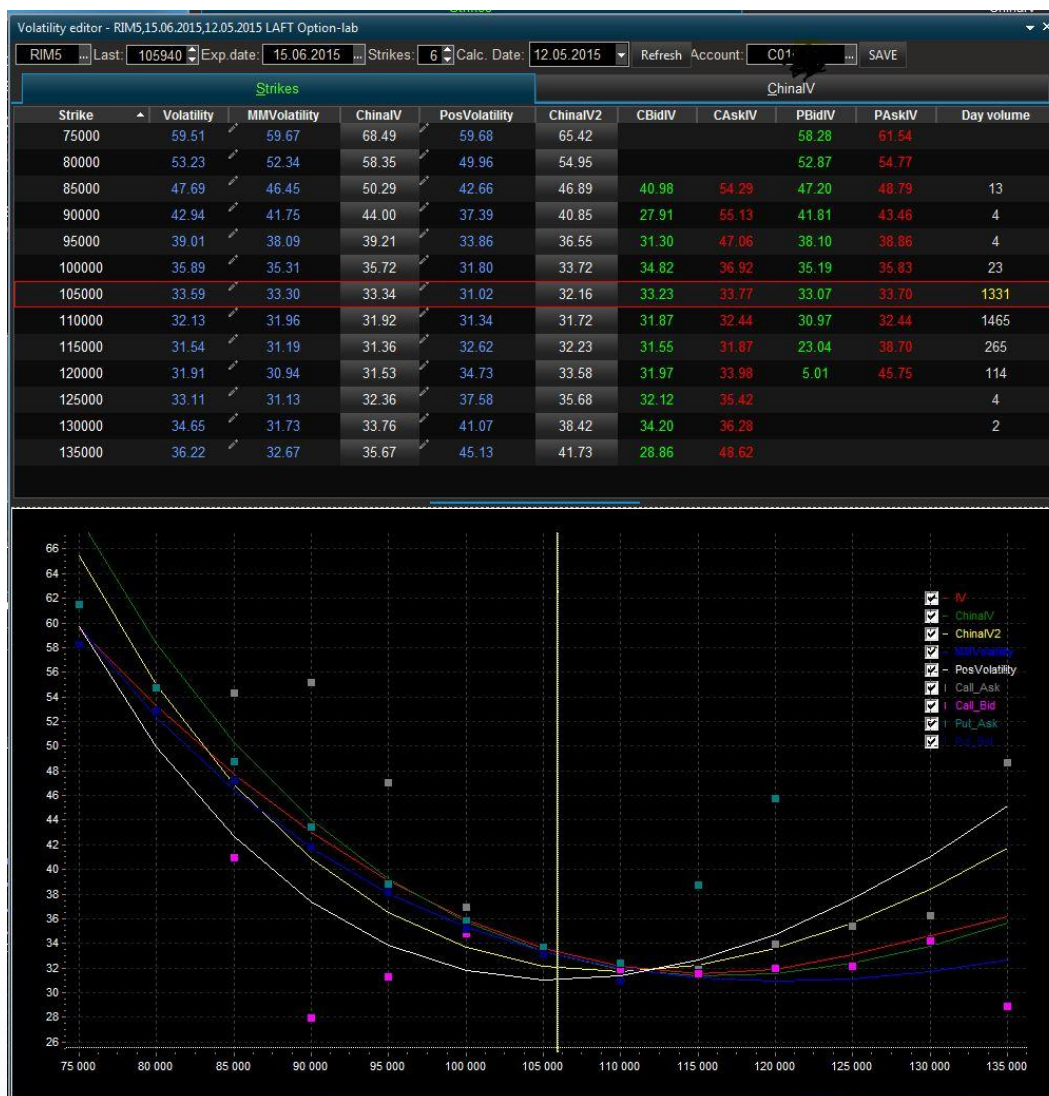 Volatility editor - RIM5,15.06.2015,12.05.2015 LAFT Option-lab
RIM5 ... Last: 105940 Exp.date: 15.06.2015 ... Strikes: 6 Calc. Date: 12.05.2015 Refresh Account: C01 ... SAVE
Strikes ChinaIV
Strike Volatility MMVolatility ChinaIV PosVolatility ChinaIV2 CBidIV CAskIV PBidIV PAskIV Day volume
75000 59.51 59.67 68.49 59.68 65.42 58.28 61.54
80000 53.23 52.34 58.35 49.96 54.95 52.87 54.77
85000 47.69 46.45 50.29 42.66 46.89 40.98 54.29 47.20 48.79 13
90000 42.94 41.75 44.00 37.39 40.85 27.91 55.13 41.81 43.46 4
95000 39.01 38.09 39.21 33.86 36.55 31.30 47.06 38.10 38.86 4
100000 35.89 35.31 35.72 31.80 33.72 34.82 36.92 35.19 35.83 23
105000 33.59 33.30 33.34 31.02 32.16 33.23 33.77 33.07 33.70 1331
110000 32.13 31.96 31.92 31.34 31.72 31.87 32.44 30.97 32.44 1465
115000 31.54 31.19 31.36 32.62 32.23 31.55 31.87 23.04 38.70 265
120000 31.91 30.94 31.53 34.73 33.58 31.97 33.98 5.01 45.75 114
125000 33.11 31.13 32.36 37.58 35.68 32.12 35.42 4
130000 34.65 31.73 33.76 41.07 38.42 34.20 36.28 2
135000 36.22 32.67 35.67 45.13 41.73 28.86 48.62
66
64
62
60
58
56
54
52
50
48
46
44
42
40
38
36
34
32
30
28
26
IV
ChinaIV
ChinaIV2
MMVolatility
PosVolatility
Call_Ask
Call_Bid
Put_Ask
Put_Bid
75 000 80 000 85 000 90 000 95 000 100 000 105 000 110 000 115 000 120 000 125 000 130 000 135 000